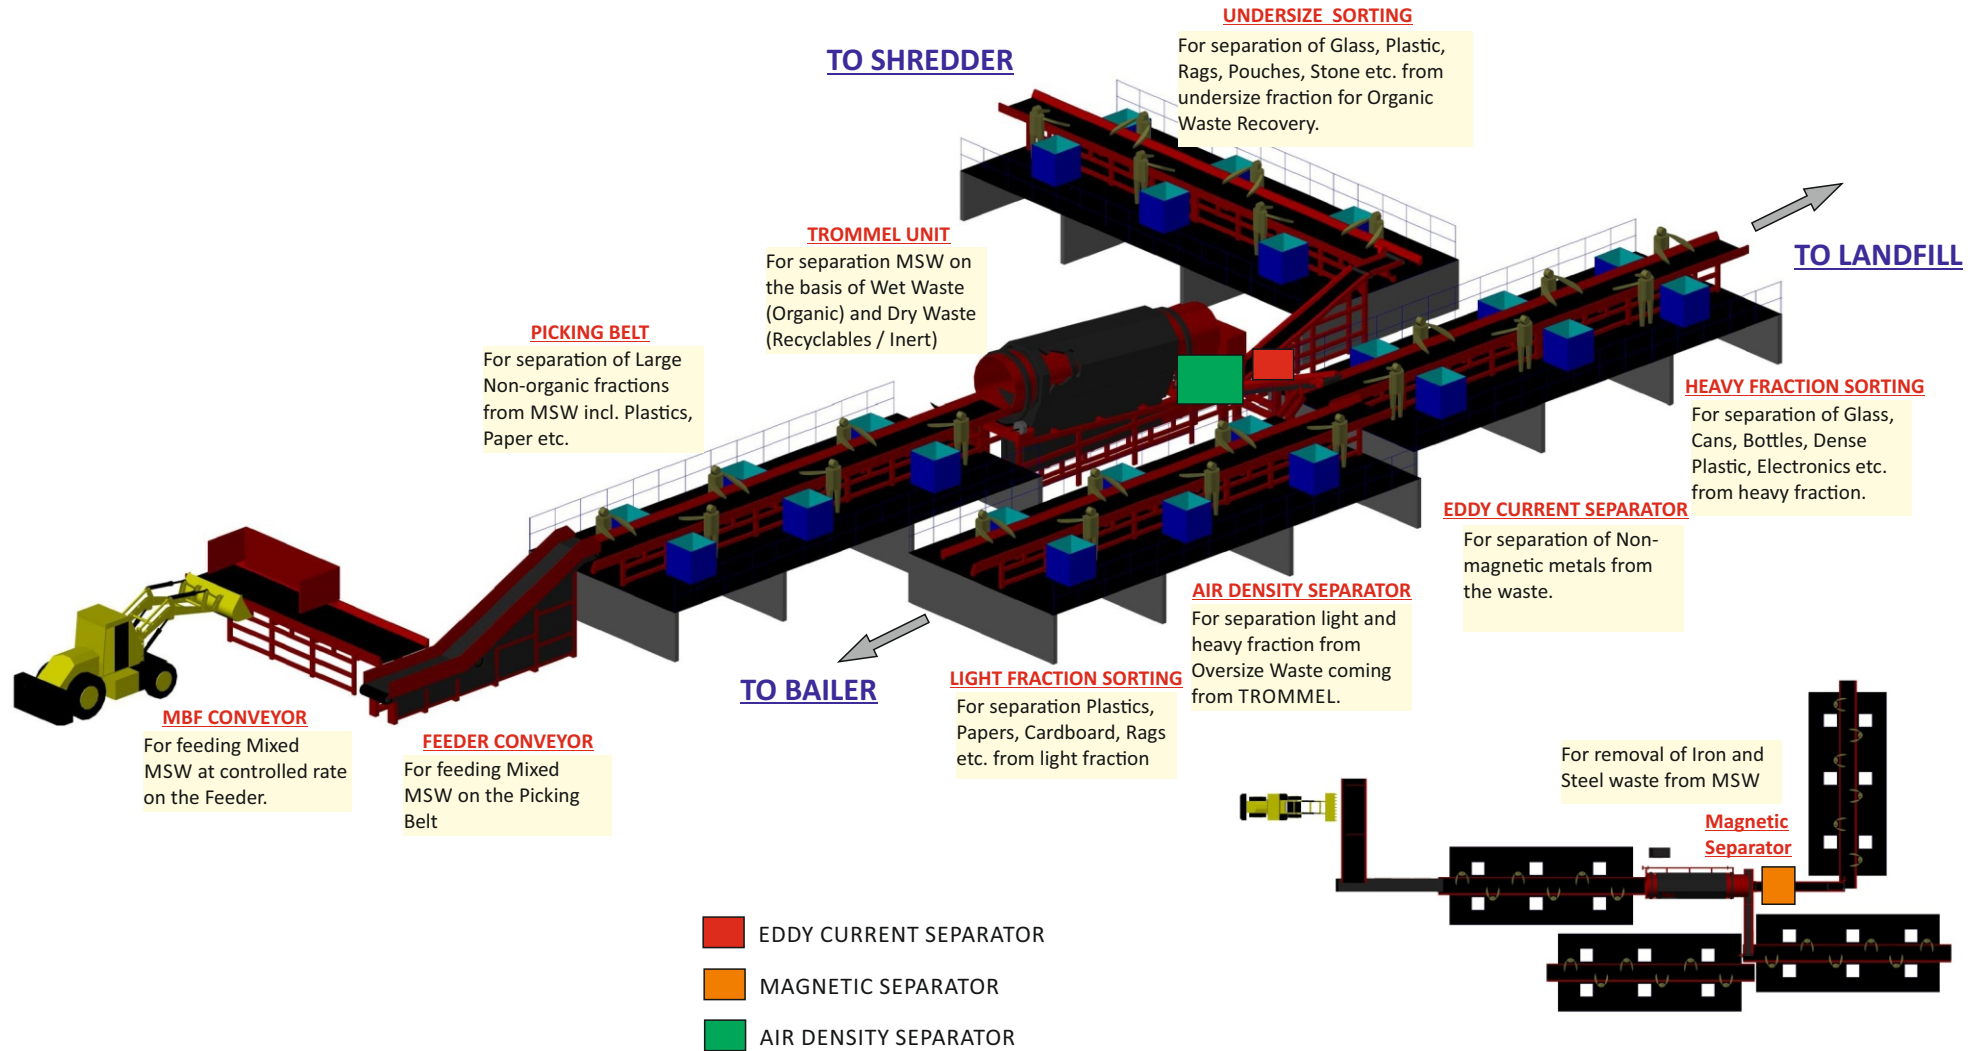 UNDERSIZE SORTING
For separation of Glass, Plastic,
Rags, Pouches, Stone etc. from
undersize fraction for Organic
Waste Recovery.
TO SHREDDER
TROMMEL UNIT
For separation MSW on
the basis of Wet Waste
(Organic) and Dry Waste
(Recyclables / Inert)
TO LANDFILL
PICKING BELT
For separation of Large
Non-organic fractions
from MSW incl. Plastics,
Paper etc.
HEAVY FRACTION SORTING
For separation of Glass,
Cans, Bottles, Dense
Plastic, Electronics etc.
from heavy fraction.
EDDY CURRENT SEPARATOR
For separation of Non-
magnetic metals from
the waste.
AIR DENSITY SEPARATOR
For separation light and
heavy fraction from
Oversize Waste coming
from TROMMEL.
TO BAILER
LIGHT FRACTION SORTING
For separation Plastics,
Papers, Cardboard, Rags
etc. from light fraction
MBF CONVEYOR
For feeding Mixed
MSW at controlled rate
on the Feeder.
FEEDER CONVEYOR
For feeding Mixed
MSW on the Picking
Belt
For removal of Iron and
Steel waste from MSW
Magnetic
Separator
EDDY CURRENT SEPARATOR
MAGNETIC SEPARATOR
AIR DENSITY SEPARATOR